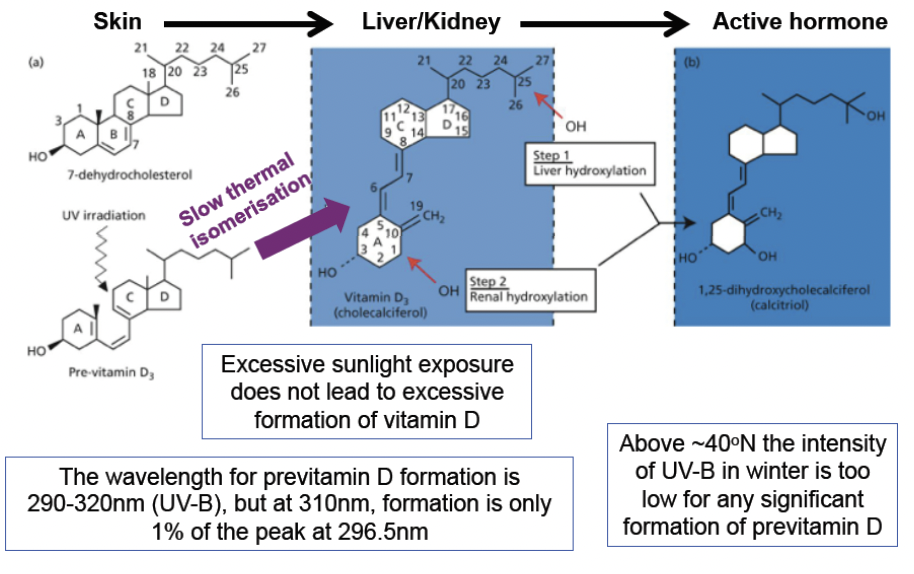 Skin
Liver/Kidney
Active hormone
(a)
21
22
24
27
18
20
23
25
26
1
3
C
D
8
A
B
7
HO
7-dehydrocholesterol
UV irradiation
C
D
A
HO
Pre-vitamin D3
Slow thermal
isomerisation
21
22
24
27
20
23
25
26
12
17
11
13
16
C
D
9
14
15
8
OH
7
6
19
CH2
5
4
10
A
3
1
2
HO
OH
Vitamin D3
(cholecalciferol)
Step 1
Liver hydroxylation
Step 2
Renal hydroxylation
(b)
OH
CH2
HO
OH
1,25-dihydroxycholecalciferol
(calcitriol)
Excessive sunlight exposure
does not lead to excessive
formation of vitamin D
The wavelength for previtamin D formation is
290-320nm (UV-B), but at 310nm, formation is only
1% of the peak at 296.5nm
Above ~40ºN the intensity
of UV-B in winter is too
low for any significant
formation of previtamin D